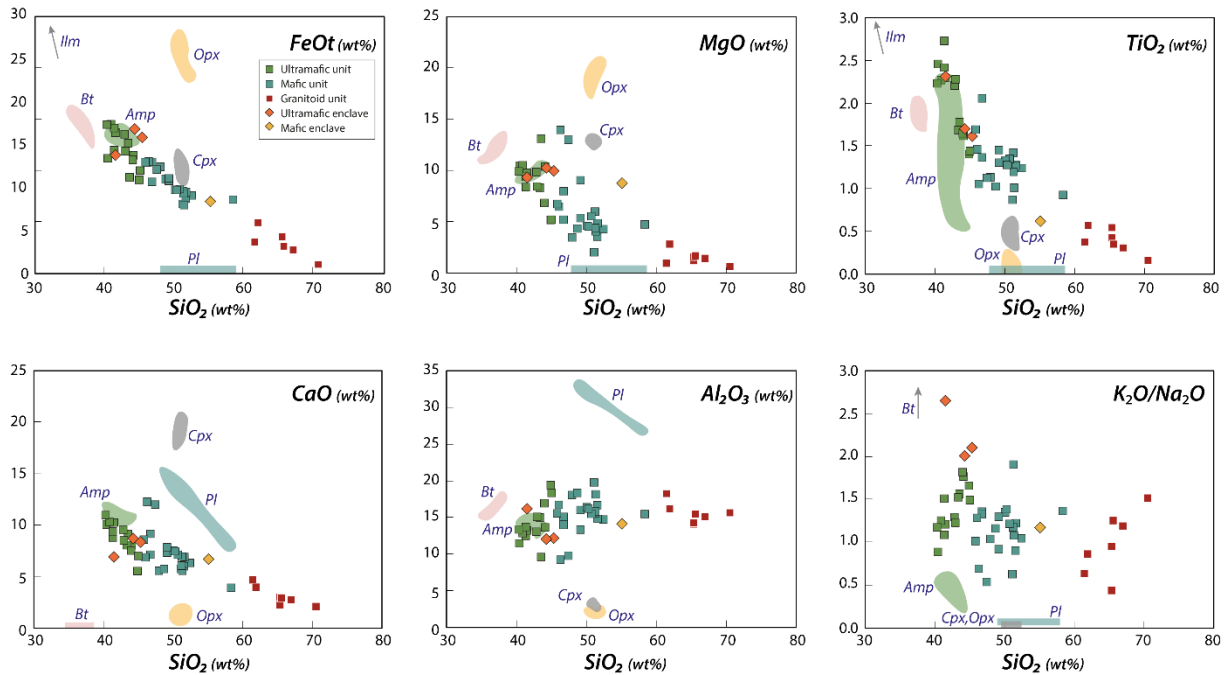 30
25
20
15
10
5
0
30 40 50 60 70 80
SiO2 (wt%)
FeOt (wt%)
Ilm
Opx
Bt
Amp
Cpx
Pl
Ultramafic unit
Mafic unit
Granitoid unit
Ultramafic enclave
Mafic enclave
25
20
15
10
5
0
30 40 50 60 70 80
SiO2 (wt%)
MgO (wt%)
Opx
Bt
Cpx
Amp
Pl
3.0
2.5
2.0
1.5
1.0
0.5
0.0
30 40 50 60 70 80
SiO2 (wt%)
TiO2 (wt%)
Ilm
Bt
Amp
Cpx
Opx
Pl
25
20
15
10
5
0
30 40 50 60 70 80
SiO2 (wt%)
CaO (wt%)
Cpx
Amp
Pl
Bt
Opx
35
30
25
20
15
10
5
0
30 40 50 60 70 80
SiO2 (wt%)
Al2O3 (wt%)
Pl
Bt
Amp
Cpx
Opx
3.0
2.5
2.0
1.5
1.0
0.5
0.0
30 40 50 60 70 80
SiO2 (wt%)
K2O/Na2O
Bt
Amp
Cpx,Opx
Pl